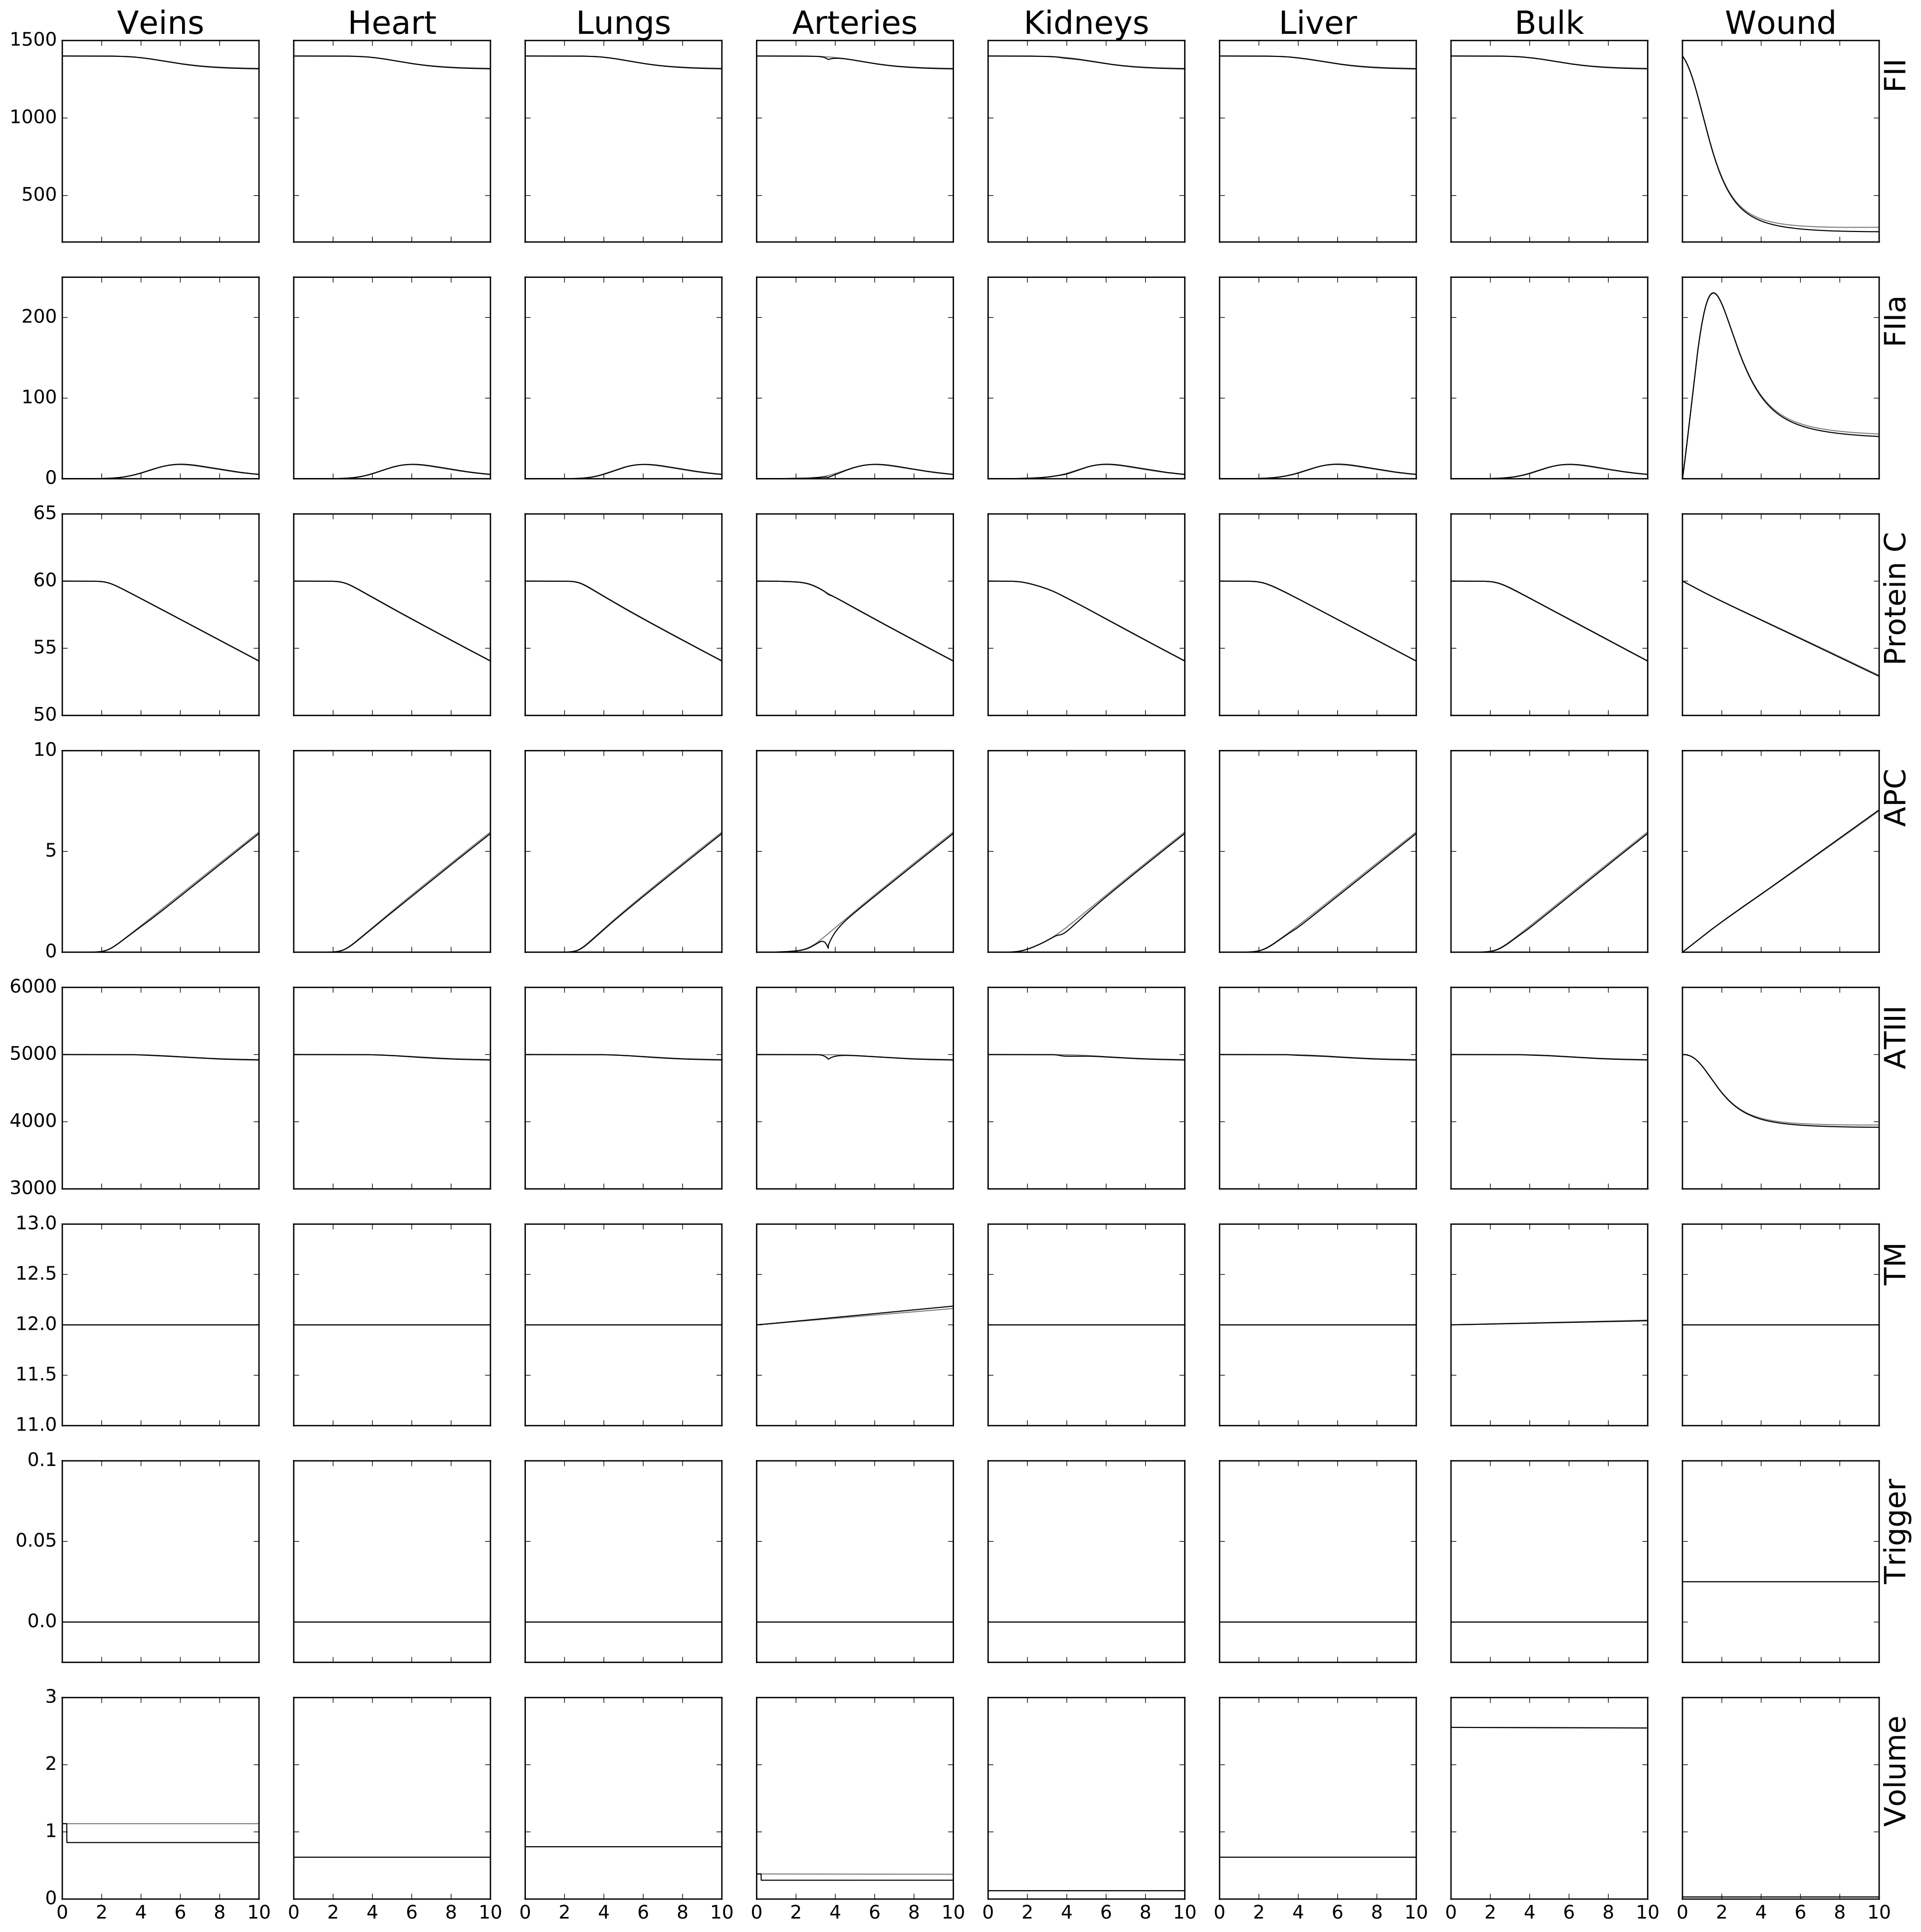 Veins Heart Lungs Arteries Kidneys Liver Bulk Wound
1500
1000
500
FII
200
100
0
FIIa
65
60
55
50
Protein C
10
5
0
APC
6000
5000
4000
3000
ATIII
13.0
12.5
12.0
11.5
11.0
TM
0.1
0.05
0.0
Trigger
3
2
1
0
Volume
0 2 4 6 8 10 0 2 4 6 8 10 0 2 4 6 8 10 0 2 4 6 8 10 0 2 4 6 8 10 0 2 4 6 8 10 0 2 4 6 8 10 0 2 4 6 8 10